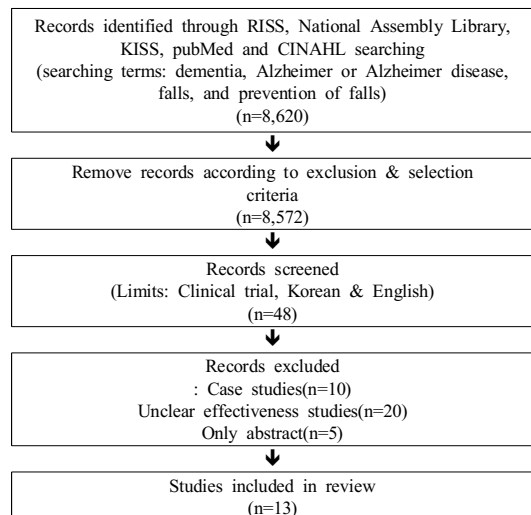 Records identified through RISS, National Assembly Library,
KISS, pubMed and CINAHL searching
(searching terms: dementia, Alzheimer or Alzheimer disease,
falls, and prevention of falls)
(n=8,620)
Remove records according to exclusion & selection
criteria
(n=8,572)
Records screened
(Limits: Clinical trial, Korean & English)
(n=48)
Records excluded
: Case studies(n=10)
Unclear effectiveness studies(n=20)
Only abstract(n=5)
Studies included in review
(n=13)